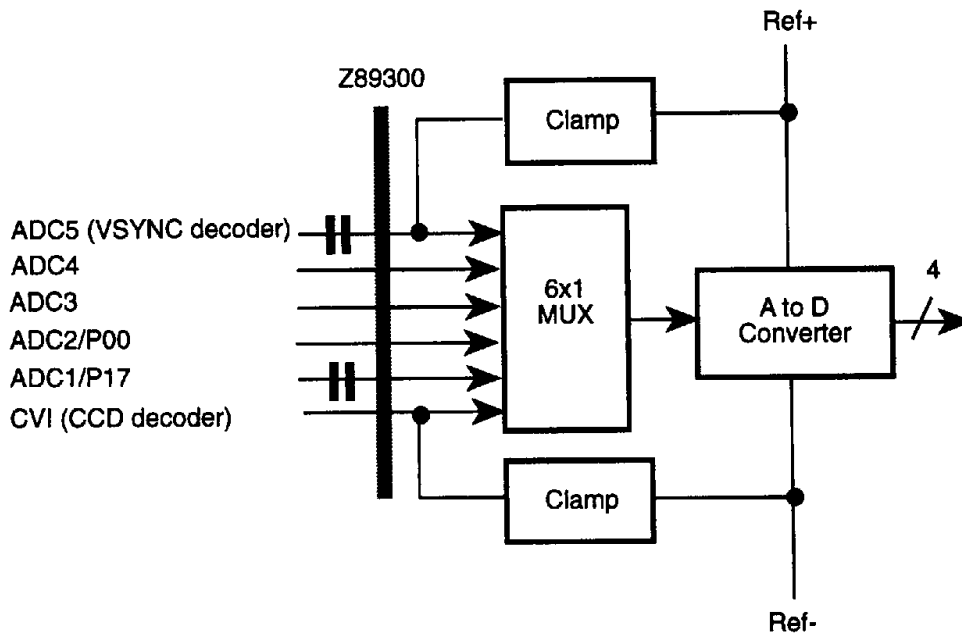 Ref+
Z89300
Clamp
ADC5 (VSYNC decoder)
ADC4
ADC3
ADC2/P00
ADC1/P17
CVI (CCD decoder)
6x1
MUX
A to D
Converter
4
Clamp
Ref-